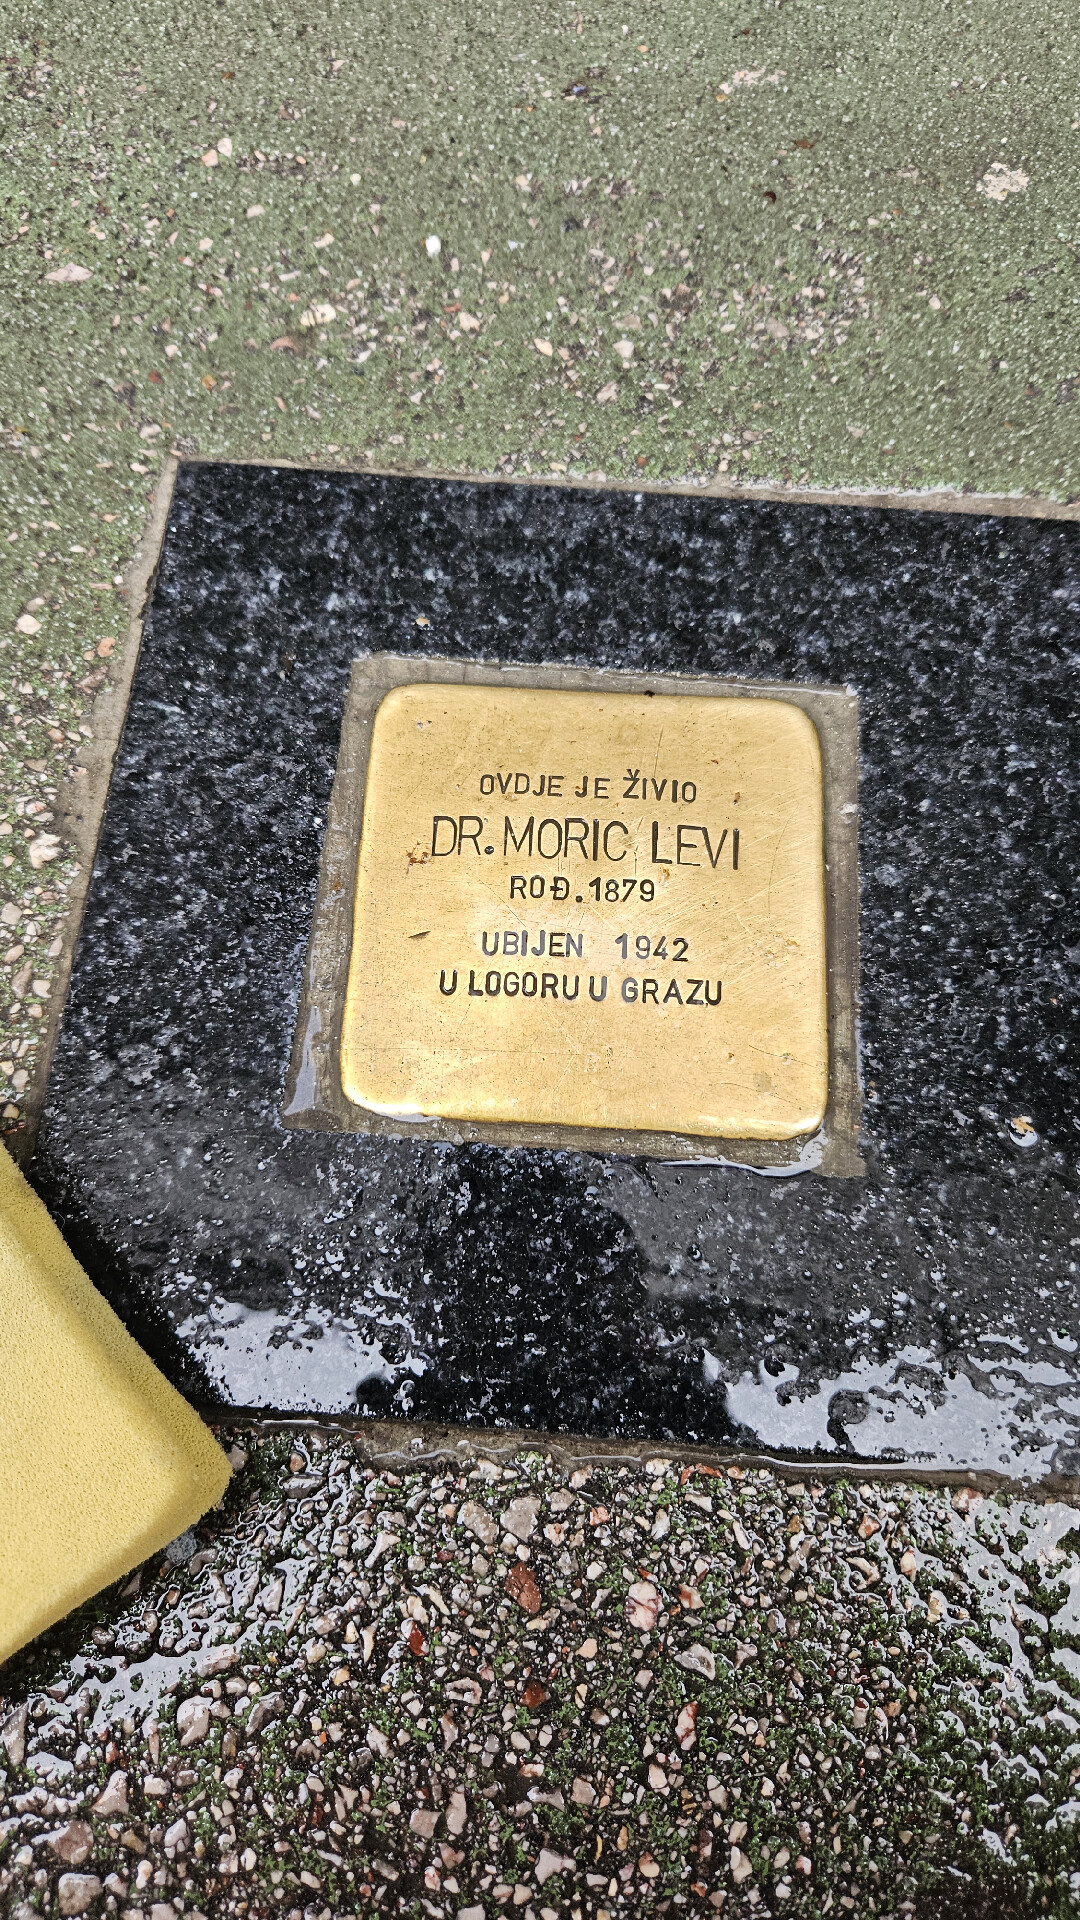 OVDJE JE ŽIVIO
DR. MORIC LEVI
ROĐ. 1879
UBIJEN 1942
U LOGORU U GRAZU